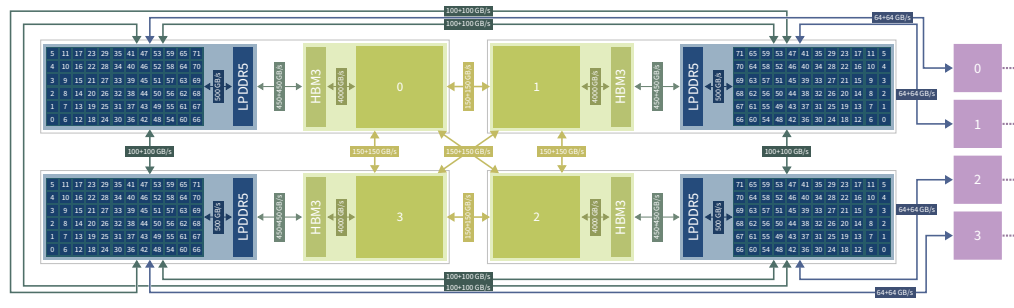 100+100 GB/s
100+100 GB/s
64+64 GB/s
5 11 17 23 29 35 41 47 53 59 65 71
4 10 16 22 28 34 40 46 52 58 64 70
3 9 15 21 27 33 39 45 51 57 63 69
2 8 14 20 26 32 38 44 50 56 62 68
1 7 13 19 25 31 37 43 49 55 61 67
0 6 12 18 24 30 36 42 48 54 60 66
500 GB/s
LPDDR5
450+450 GB/s
HBM3
4000 GB/s
0
150+150 GB/s
1
4000 GB/s
HBM3
450+450 GB/s
LPDDR5
500 GB/s
71 65 59 53 47 41 35 29 23 17 11 5
70 64 58 52 46 40 34 28 22 16 10 4
69 63 57 51 45 39 33 27 21 15 9 3
68 62 56 50 44 38 32 26 20 14 8 2
67 61 55 49 43 37 31 25 19 13 7 1
66 60 54 48 42 36 30 24 18 12 6 0
64+64 GB/s
0
1
100+100 GB/s
150+150 GB/s
150+150 GB/s
150+150 GB/s
100+100 GB/s
5 11 17 23 29 35 41 47 53 59 65 71
4 10 16 22 28 34 40 46 52 58 64 70
3 9 15 21 27 33 39 45 51 57 63 69
2 8 14 20 26 32 38 44 50 56 62 68
1 7 13 19 25 31 37 43 49 55 61 67
0 6 12 18 24 30 36 42 48 54 60 66
500 GB/s
LPDDR5
450+450 GB/s
HBM3
4000 GB/s
3
150+150 GB/s
2
4000 GB/s
HBM3
450+450 GB/s
LPDDR5
500 GB/s
71 65 59 53 47 41 35 29 23 17 11 5
70 64 58 52 46 40 34 28 22 16 10 4
69 63 57 51 45 39 33 27 21 15 9 3
68 62 56 50 44 38 32 26 20 14 8 2
67 61 55 49 43 37 31 25 19 13 7 1
66 60 54 48 42 36 30 24 18 12 6 0
64+64 GB/s
2
3
100+100 GB/s
100+100 GB/s
64+64 GB/s